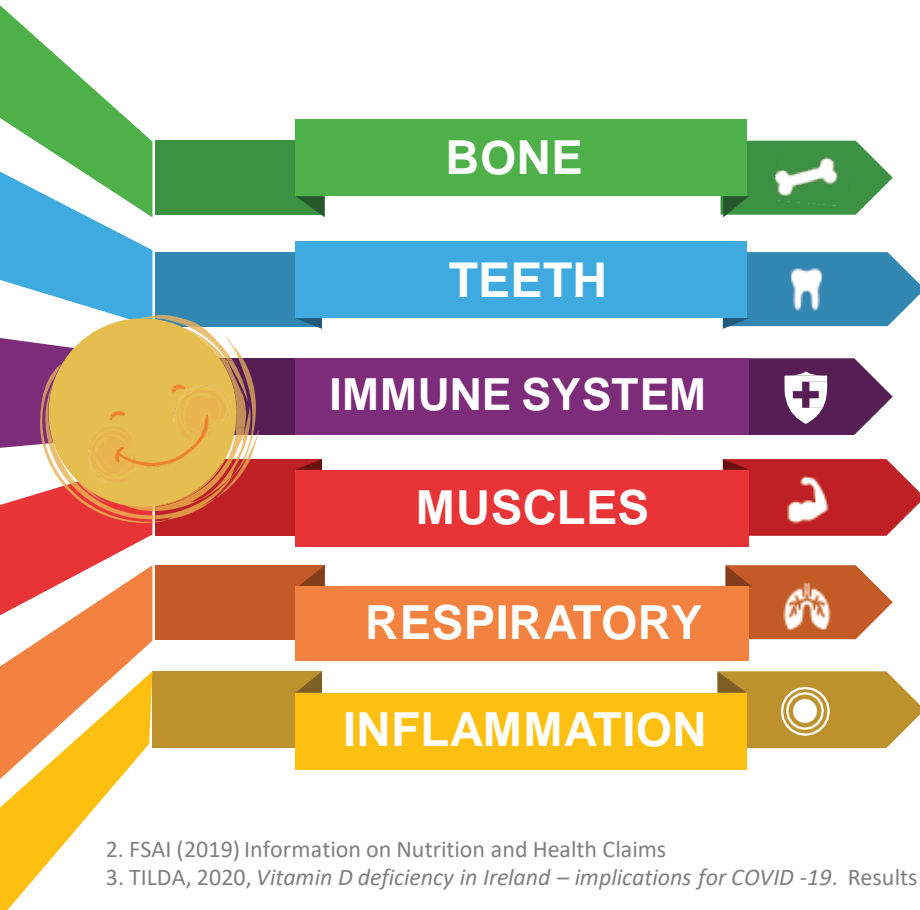 BONE
TEETH
IMMUNE SYSTEM
MUSCLES
RESPIRATORY
INFLAMMATION
2. FSAI (2019) Information on Nutrition and Health Claims
3. TILDA, 2020, Vitamin D deficiency in Ireland – implications for COVID -19. Results